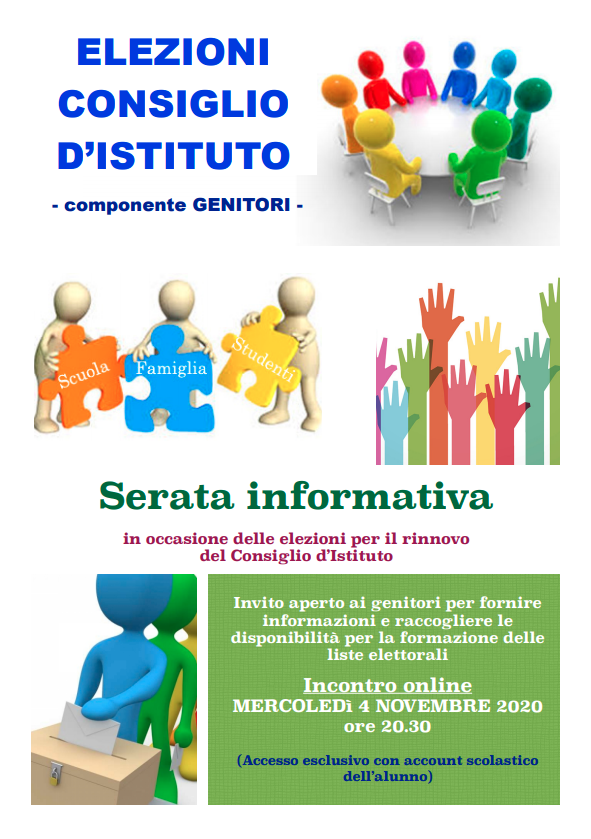 ELEZIONI
CONSIGLIO
D'ISTITUTO
- componente GENITORI -
Scuola
Famiglia
Studenti
Serata informativa
in occasione delle elezioni per il rinnovo
del Consiglio d'Istituto
Invito aperto ai genitori per fornire
informazioni e raccogliere le
disponibilità per la formazione delle
liste elettorali
Incontro online
MERCOLEDì 4 NOVEMBRE 2020
ore 20.30
(Accesso esclusivo con account scolastico
dell'alunno)